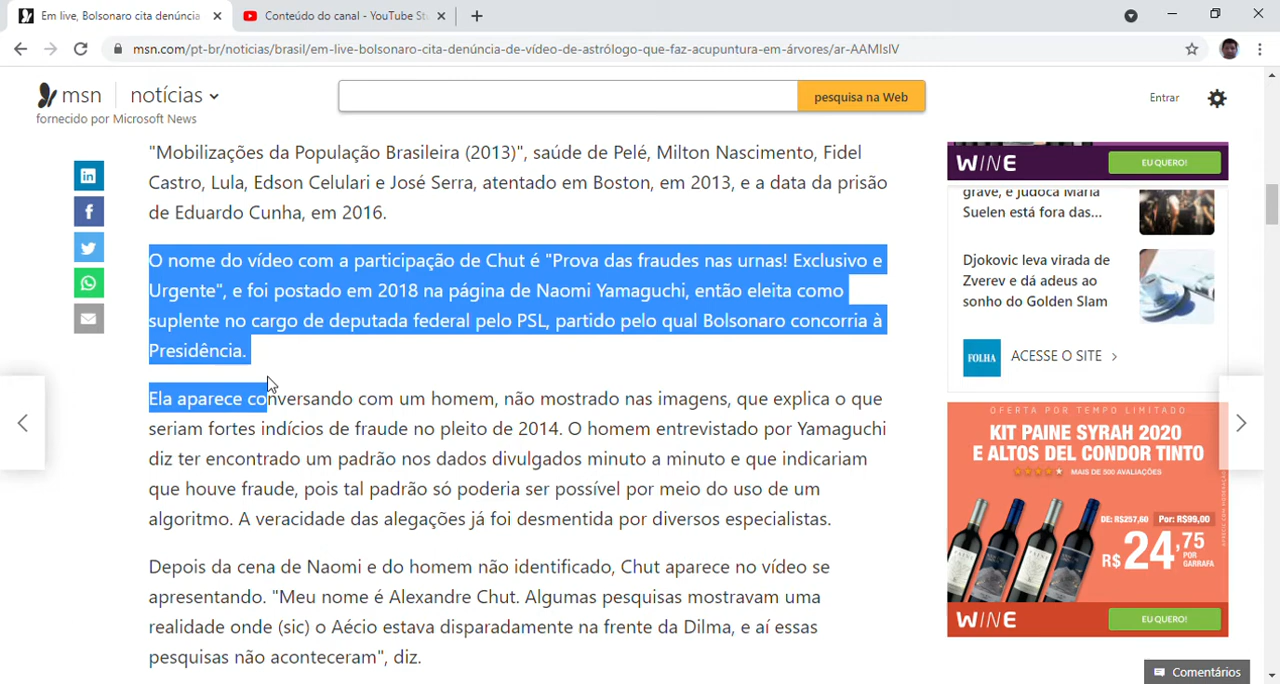 Em live, Bolsonaro cita denúncia
Conteúdo do canal - YouTube St
msn.com/pt-br/noticias/brasil/em-live-bolsonaro-cita-denúncia-de-vídeo-de-astrólogo-que-faz-acupuntura-em-árvores/ar-AAMIsIV
msn notícias
pesquisa na Web
Entrar
fornecido por Microsoft News
"Mobilizações da População Brasileira (2013)", saúde de Pelé, Milton Nascimento, Fidel
Castro, Lula, Edson Celulari e José Serra, atentado em Boston, em 2013, e a data da prisão
de Eduardo Cunha, em 2016.
O nome do vídeo com a participação de Chut é "Prova das fraudes nas urnas! Exclusivo e
Urgente", e foi postado em 2018 na página de Naomi Yamaguchi, então eleita como
suplente no cargo de deputada federal pelo PSL, partido pelo qual Bolsonaro concorria à
Presidência.
Ela aparece conversando com um homem, não mostrado nas imagens, que explica o que
seriam fortes indícios de fraude no pleito de 2014. O homem entrevistado por Yamaguchi
diz ter encontrado um padrão nos dados divulgados minuto a minuto e que indicariam
que houve fraude, pois tal padrão só poderia ser possível por meio do uso de um
algoritmo. A veracidade das alegações já foi desmentida por diversos especialistas.
Depois da cena de Naomi e do homem não identificado, Chut aparece no vídeo se
apresentando. "Meu nome é Alexandre Chut. Algumas pesquisas mostravam uma
realidade onde (sic) o Aécio estava disparadamente na frente da Dilma, e aí essas
pesquisas não aconteceram", diz.
WINE
EU QUERO!
grave, e judoca Maria
Suelen está fora das...
Djokovic leva virada de
Zverev e dá adeus ao
sonho do Golden Slam
FOLHA
ACESSE O SITE
OFERTA POR TEMPO LIMITADO
KIT PAINE SYRAH 2020
E ALTOS DEL CONDOR TINTO
MAIS DE 500 AVALIAÇÕES
DE: R$257,60 Por: R$99,00
R$ 24,75 POR GARRAFA
WINE
EU QUERO!
Comentários